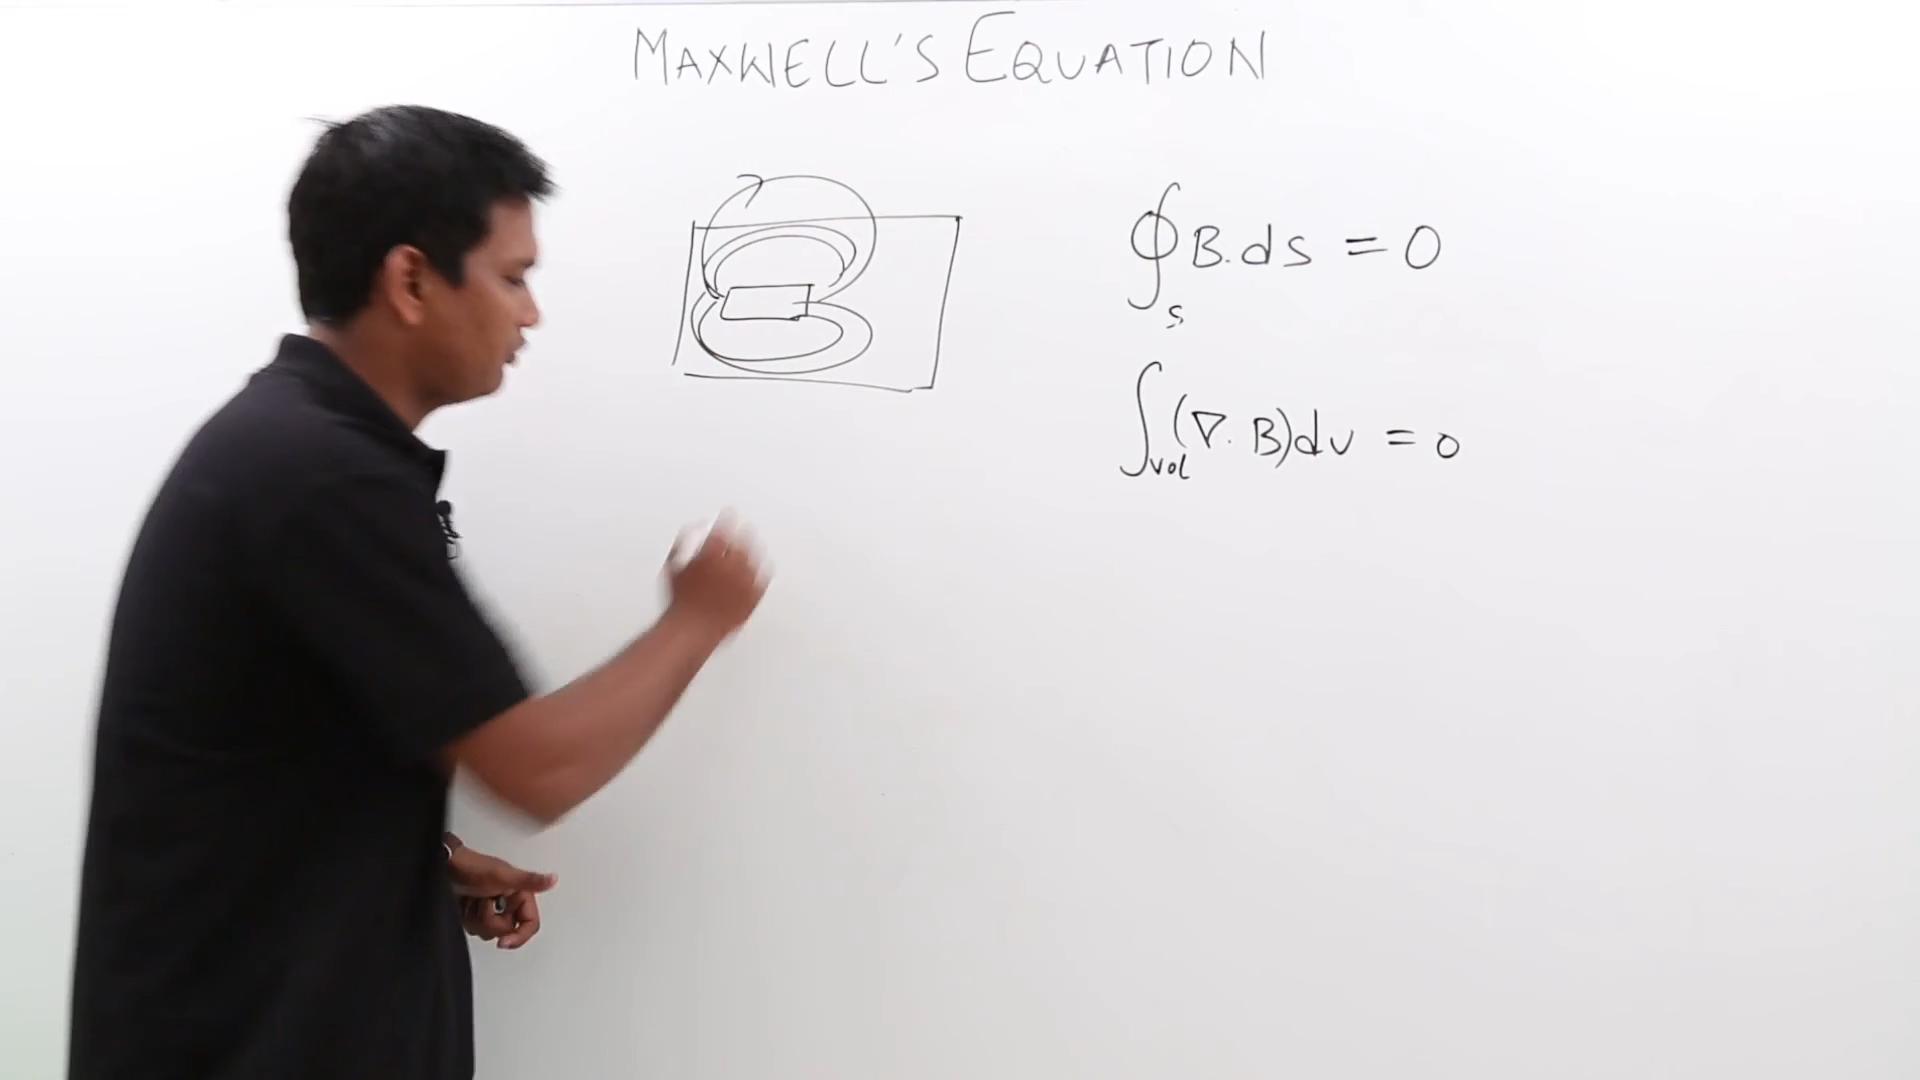 MAXWELL'S EQUATION
∮_S B.ds = 0
∫_vol (∇. B)dv = 0